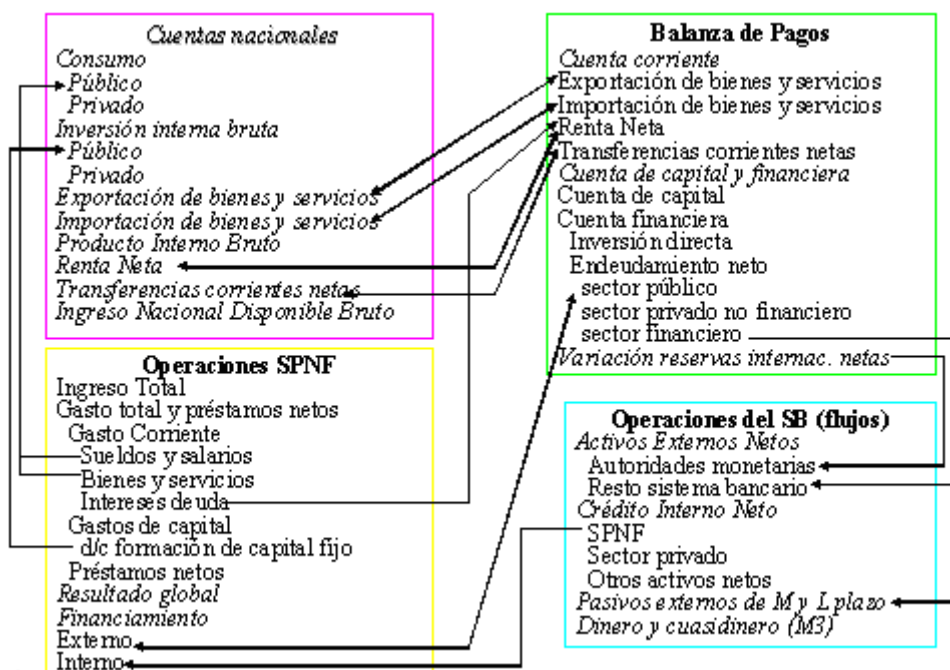 Cuentas nacionales
Consumo
Público
Privado
Inversión interna bruta
Público
Privado
Exportación de bienes y servicios
Importación de bienes y servicios
Producto Interno Bruto
Renta Neta
Transferencias corrientes netas
Ingreso Nacional Disponible Bruto
Balanza de Pagos
Cuenta corriente
Exportación de bienes y servicios
Importación de bienes y servicios
Renta Neta
Transferencias corrientes netas
Cuenta de capital y financiera
Cuenta de capital
Cuenta financiera
Inversión directa
Endeudamiento neto
sector público
sector privado no financiero
sector financiero
Variación reservas internac. netas
Operaciones SPNF
Ingreso Total
Gasto total y préstamos netos
Gasto Corriente
Sueldos y salarios
Bienes y servicios
Intereses deuda
Gastos de capital
d/c formación de capital fijo
Préstamos netos
Resultado global
Financiamiento
Externo
Interno
Operaciones del SB (flujos)
Activos Externos Netos
Autoridades monetarias
Resto sistema bancario
Crédito Interno Neto
SPNF
Sector privado
Otros activos netos
Pasivos externos de M y L plazo
Dinero y cuasidinero (M3)